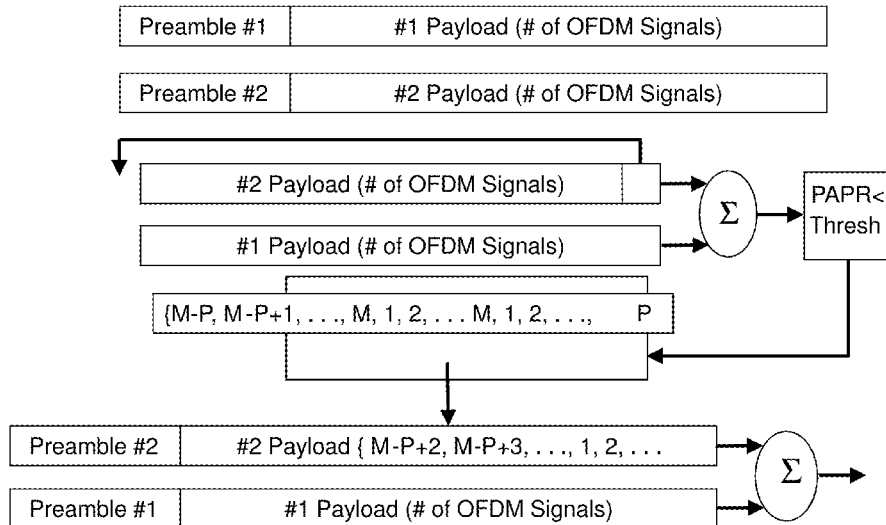 Preamble #1 #1 Payload (# of OFDM Signals)
Preamble #2 #2 Payload (# of OFDM Signals)
#2 Payload (# of OFDM Signals)
Σ
PAPR<
Thresh
#1 Payload (# of OFDM Signals)
{M-P, M-P+1, . . ., M, 1, 2, . . . M, 1, 2, . . ., P
Preamble #2 #2 Payload { M-P+2, M-P+3, . . ., 1, 2, . . .
Σ
Preamble #1 #1 Payload (# of OFDM Signals)